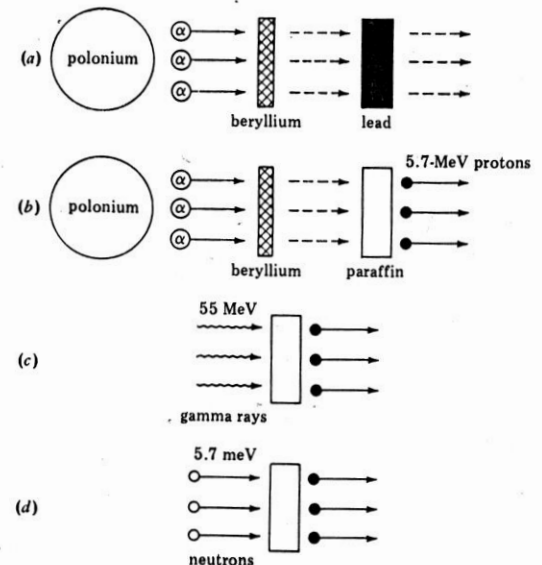 (a)
polonium
α
α
α
beryllium
lead
(b)
polonium
α
α
α
5.7-MeV protons
beryllium
paraffin
(c)
55 MeV
gamma rays
(d)
5.7 meV
neutrons